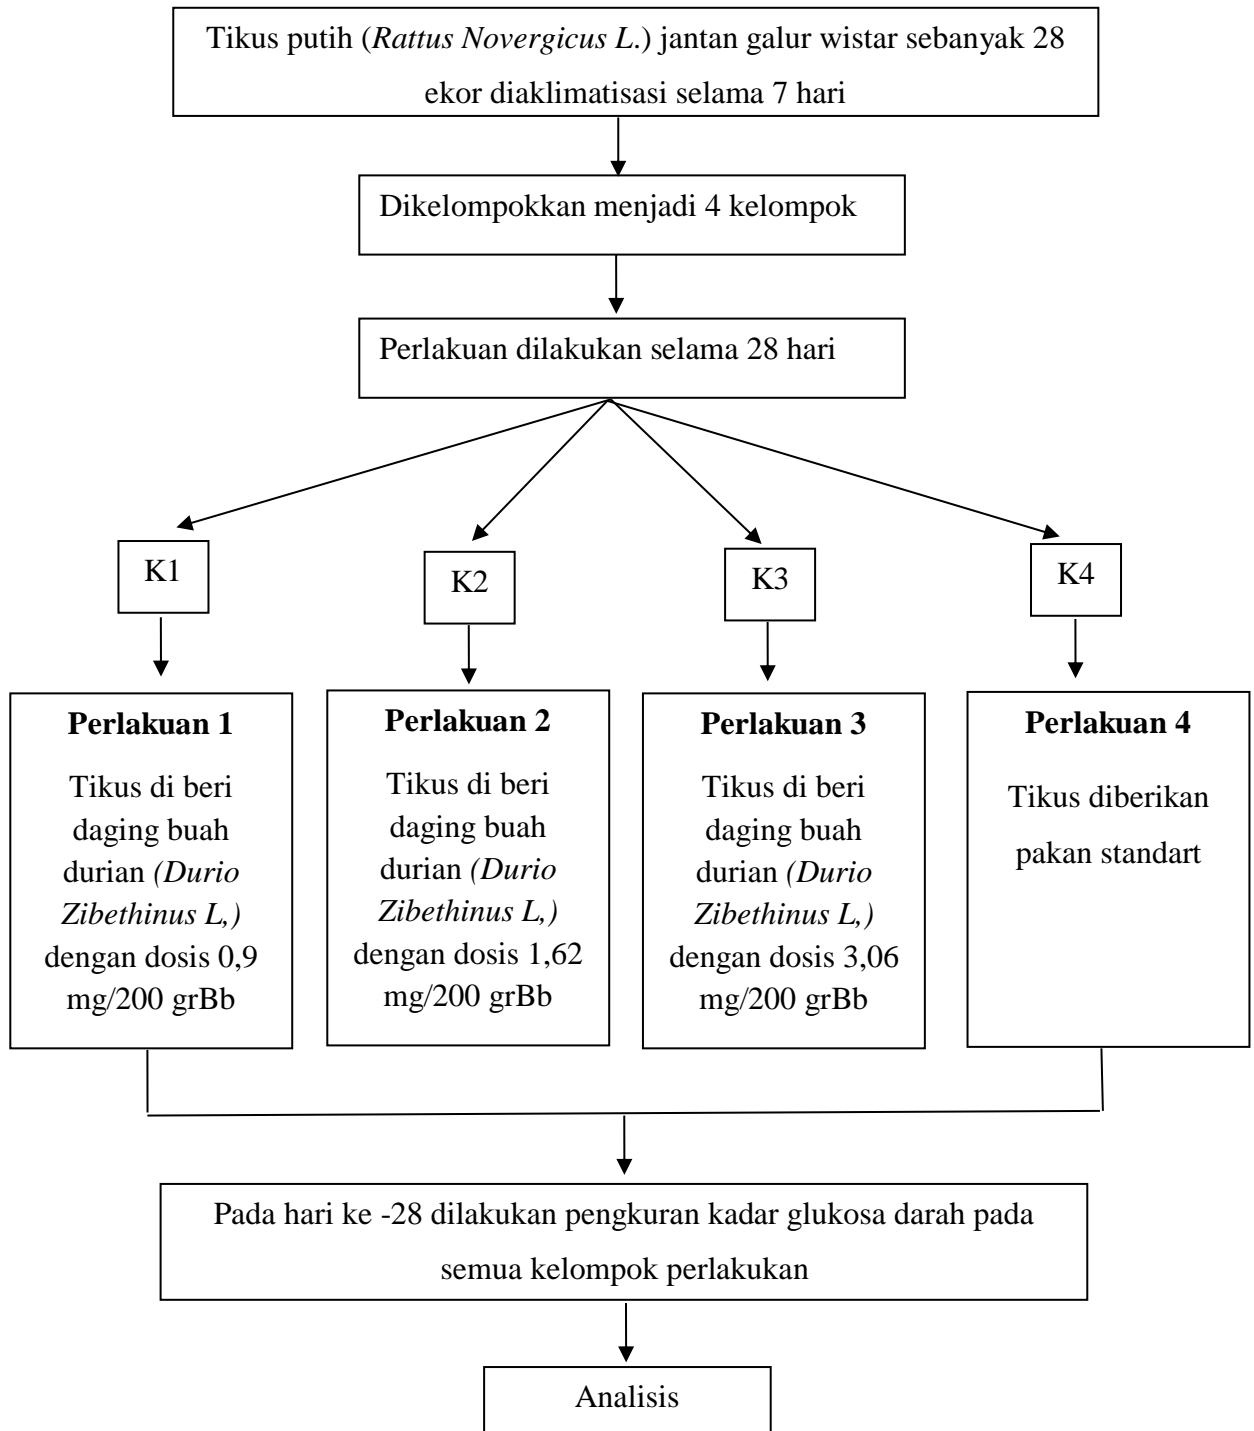 Tikus putih (Rattus Novergicus L.) jantan galur wistar sebanyak 28
ekor diaklimatisasi selama 7 hari
Dikelompokkan menjadi 4 kelompok
Perlakuan dilakukan selama 28 hari
K1
K2
K3
K4
Perlakuan 1
Tikus di beri
daging buah
durian (Durio
Zibethinus L,)
dengan dosis 0,9
mg/200 grBb
Perlakuan 2
Tikus di beri
daging buah
durian (Durio
Zibethinus L,)
dengan dosis 1,62
mg/200 grBb
Perlakuan 3
Tikus di beri
daging buah
durian (Durio
Zibethinus L,)
dengan dosis 3,06
mg/200 grBb
Perlakuan 4
Tikus diberikan
pakan standart
Pada hari ke -28 dilakukan pengkuran kadar glukosa darah pada
semua kelompok perlakukan
Analisis